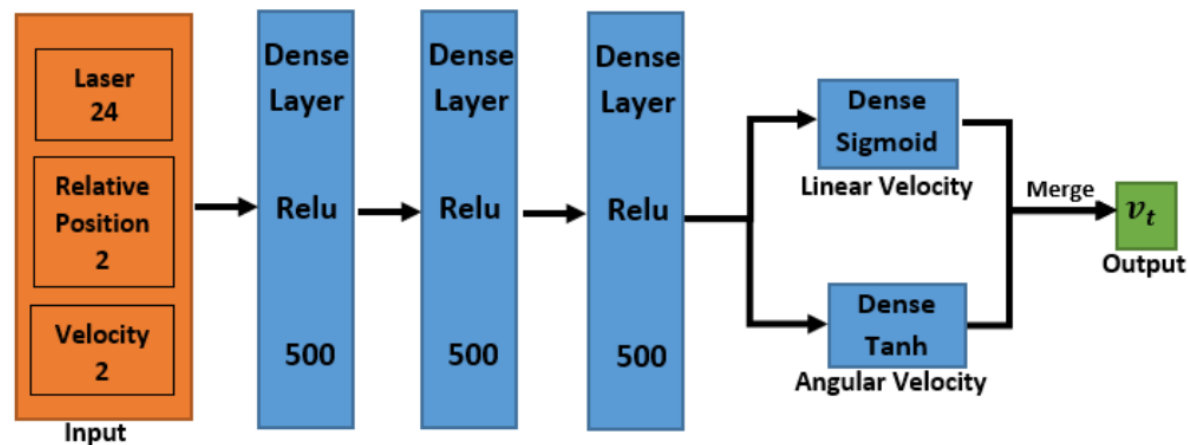 Laser
24
Relative
Position
2
Velocity
2
Input
Dense
Layer
Relu
500
Dense
Layer
Relu
500
Dense
Layer
Relu
500
Dense
Sigmoid
Linear Velocity
Dense
Tanh
Angular Velocity
Merge
v_t
Output